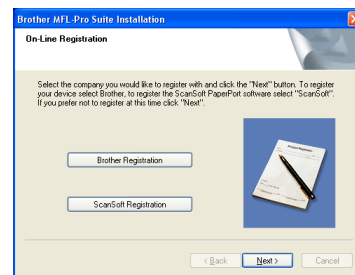 Brother MFL-Pro Suite Installation
On-Line Registration
Select the company you would like to register with and click the "Next" button. To register
your device select Brother, to register the ScanSoft PaperPort software select "ScanSoft".
If you prefer not to register at this time click "Next".
Brother Registration
ScanSoft Registration
< Back
Next >
Cancel